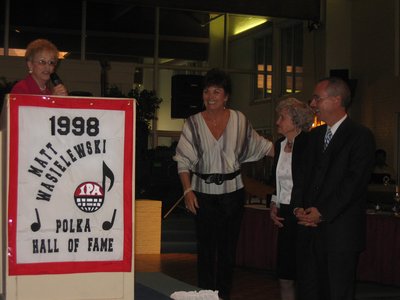 1998
MATT
WASIELEWSKI
IPA
POLKA
HALL OF FAME